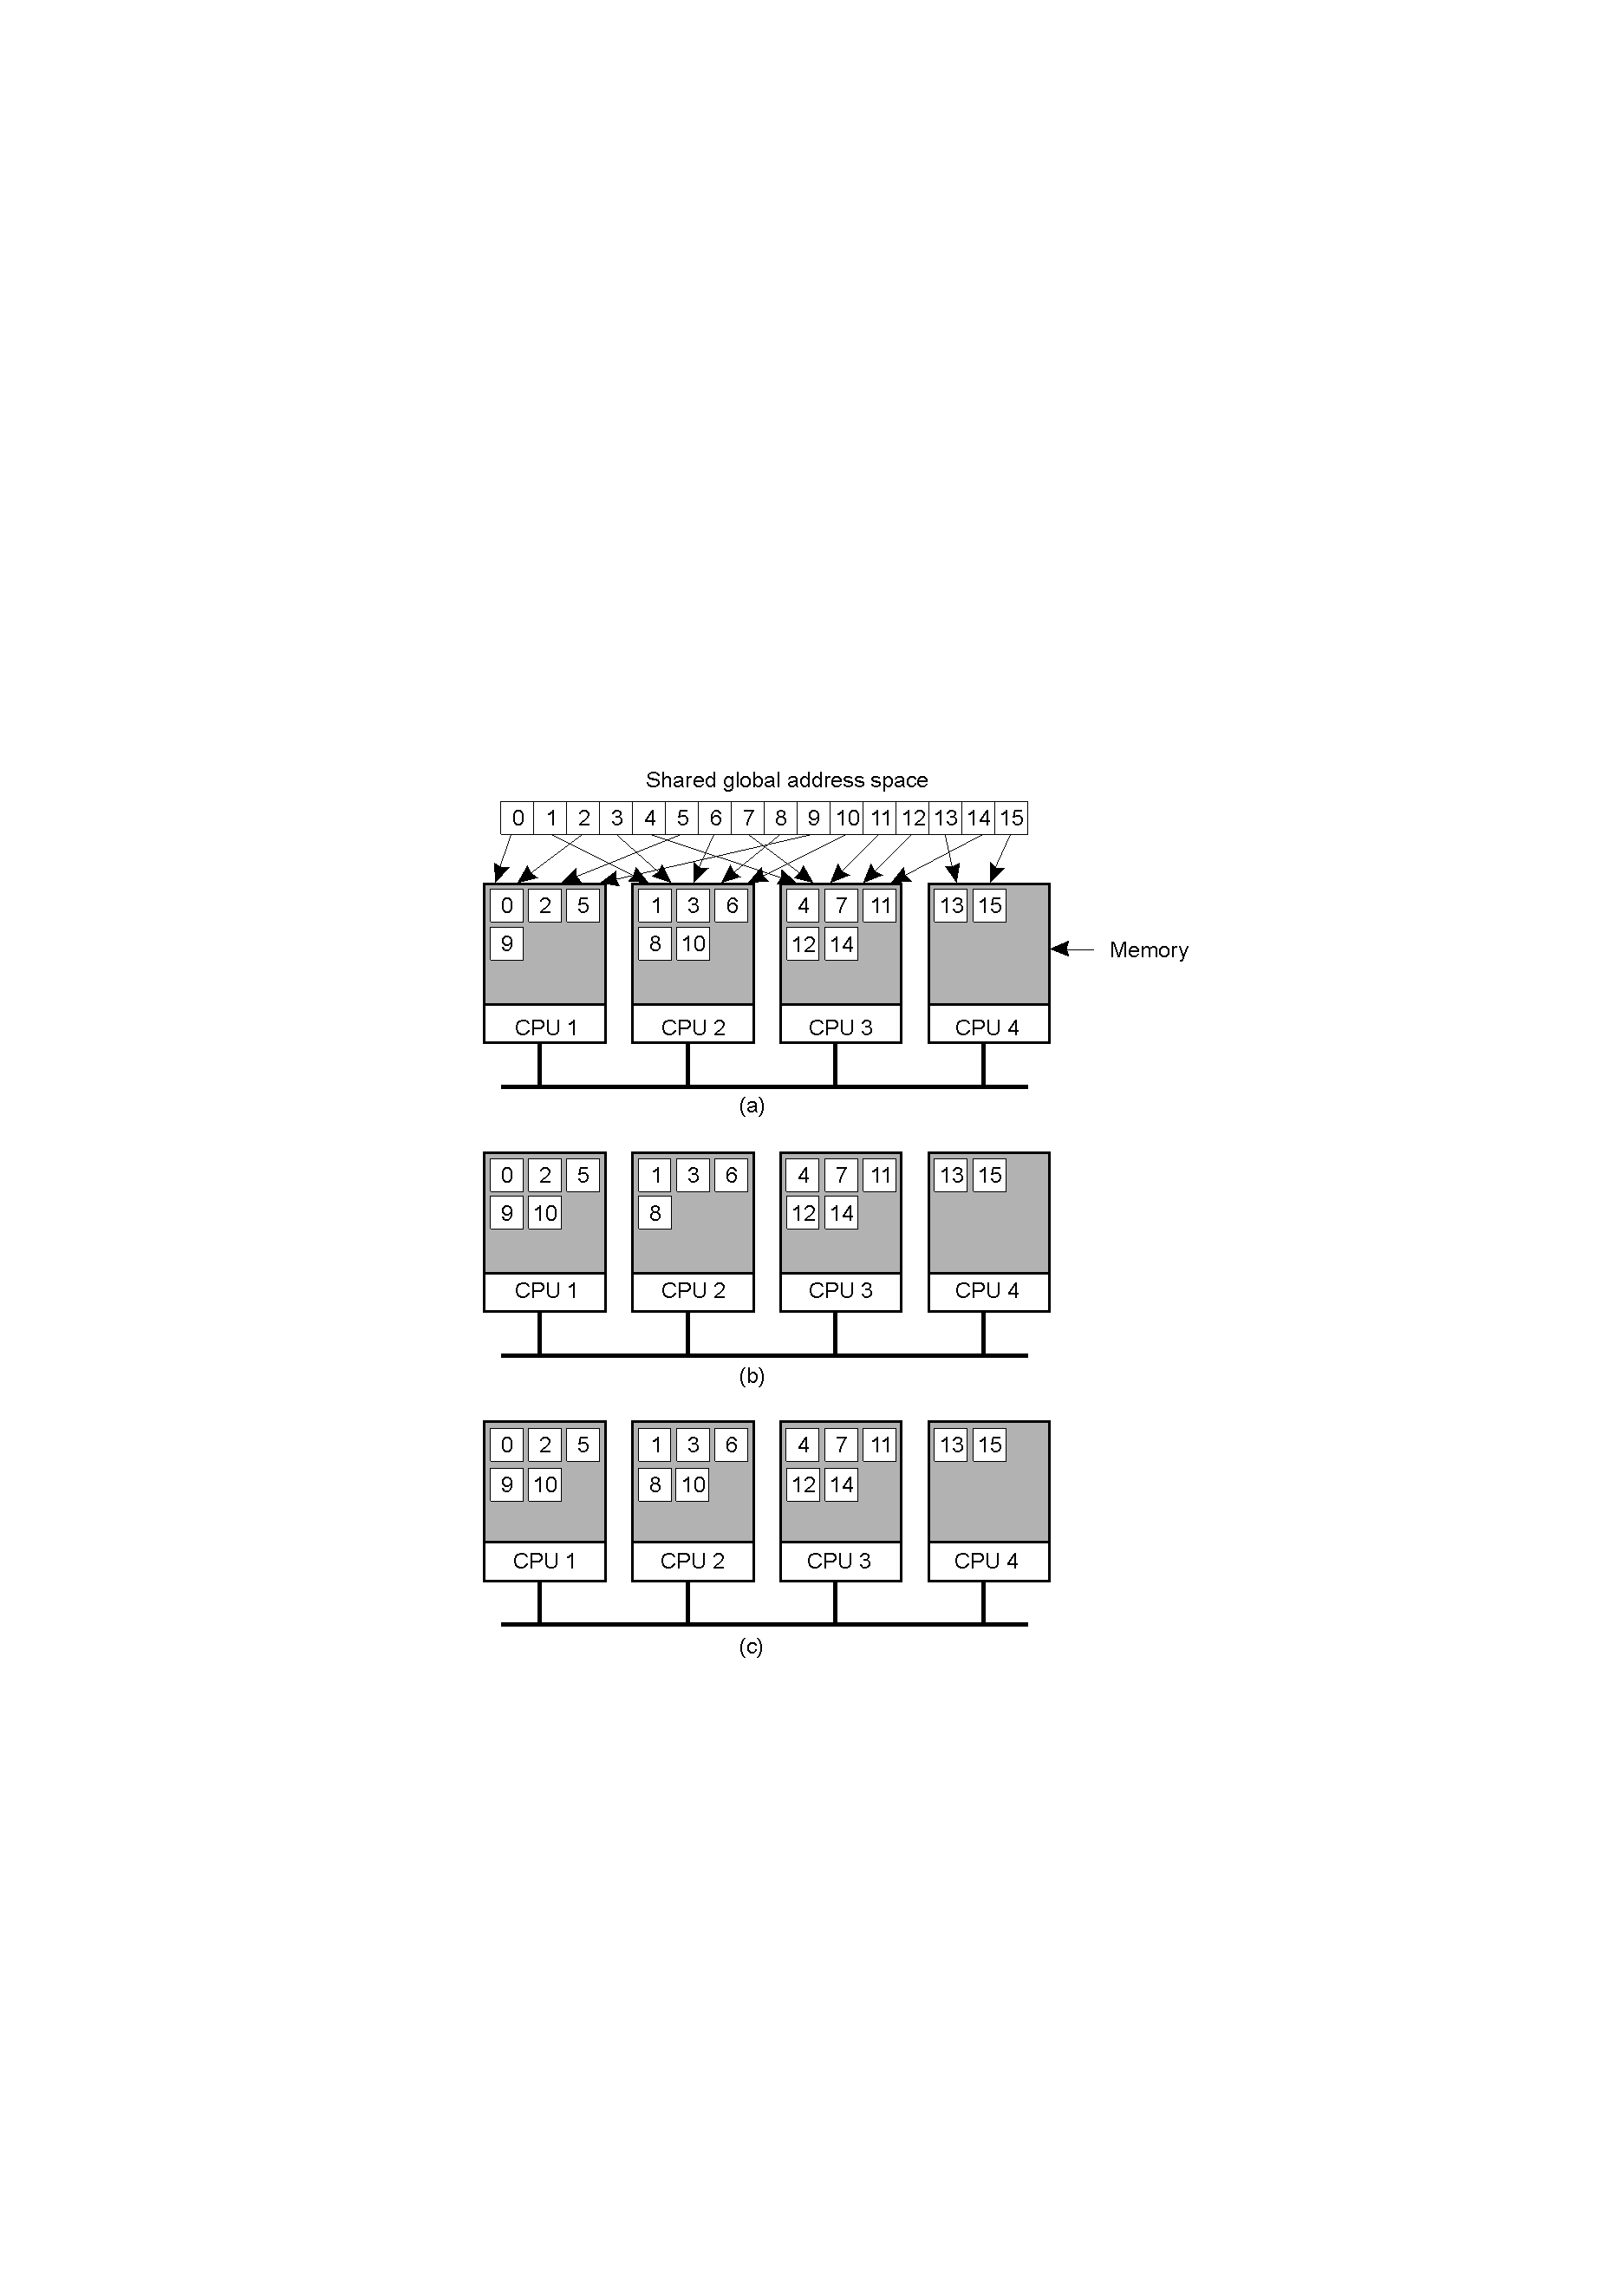 Shared global address space
0 1 2 3 4 5 6 7 8 9 10 11 12 13 14 15
0 2 5 1 3 6 4 7 11 13 15
9 8 10 12 14
Memory
CPU 1 CPU 2 CPU 3 CPU 4
(a)
0 2 5 1 3 6 4 7 11 13 15
9 10 8 12 14
CPU 1 CPU 2 CPU 3 CPU 4
(b)
0 2 5 1 3 6 4 7 11 13 15
9 10 8 10 12 14
CPU 1 CPU 2 CPU 3 CPU 4
(c)